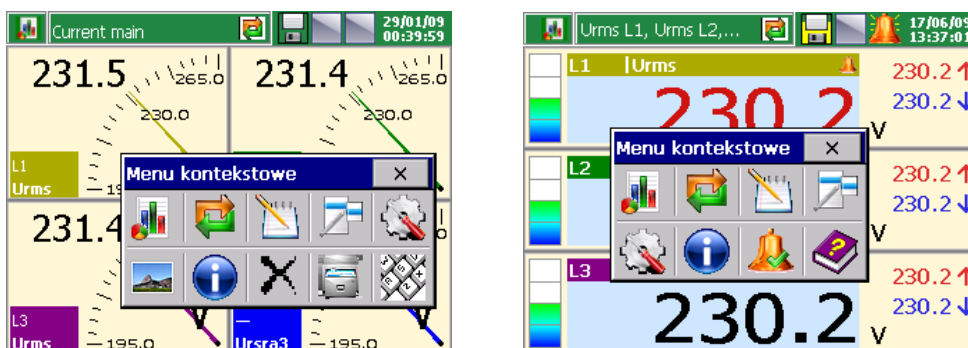 Current main
29/01/09
00:39:59
231.5
265.0
230.0
L1
Urms
231.4
265.0
230.0
Menu kontekstowe
231.4
L3
Urms
195.0
V
Ursra3
195.0
V
Urms L1, Urms L2,...
17/06/09
13:37:01
L1
Urms
230.2
V
230.2
230.2
Menu kontekstowe
L2
V
230.2
230.2
L3
230.2
V
230.2
230.2